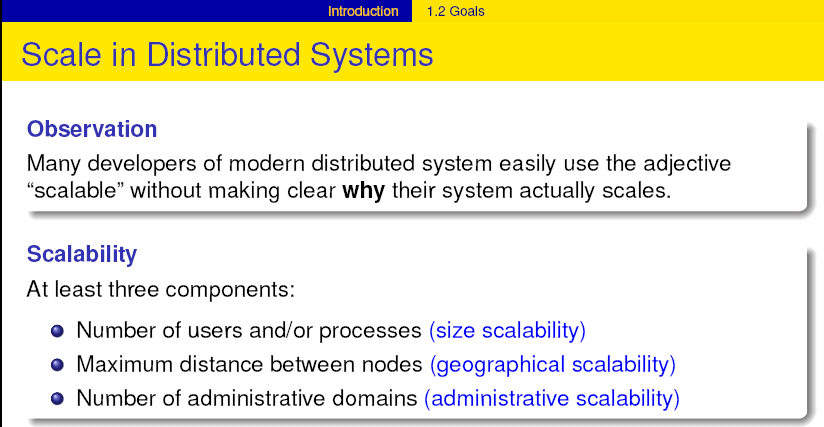 Introduction 1.2 Goals
Scale in Distributed Systems
Observation
Many developers of modern distributed system easily use the adjective
“scalable” without making clear why their system actually scales.
Scalability
At least three components:
Number of users and/or processes (size scalability)
Maximum distance between nodes (geographical scalability)
Number of administrative domains (administrative scalability)